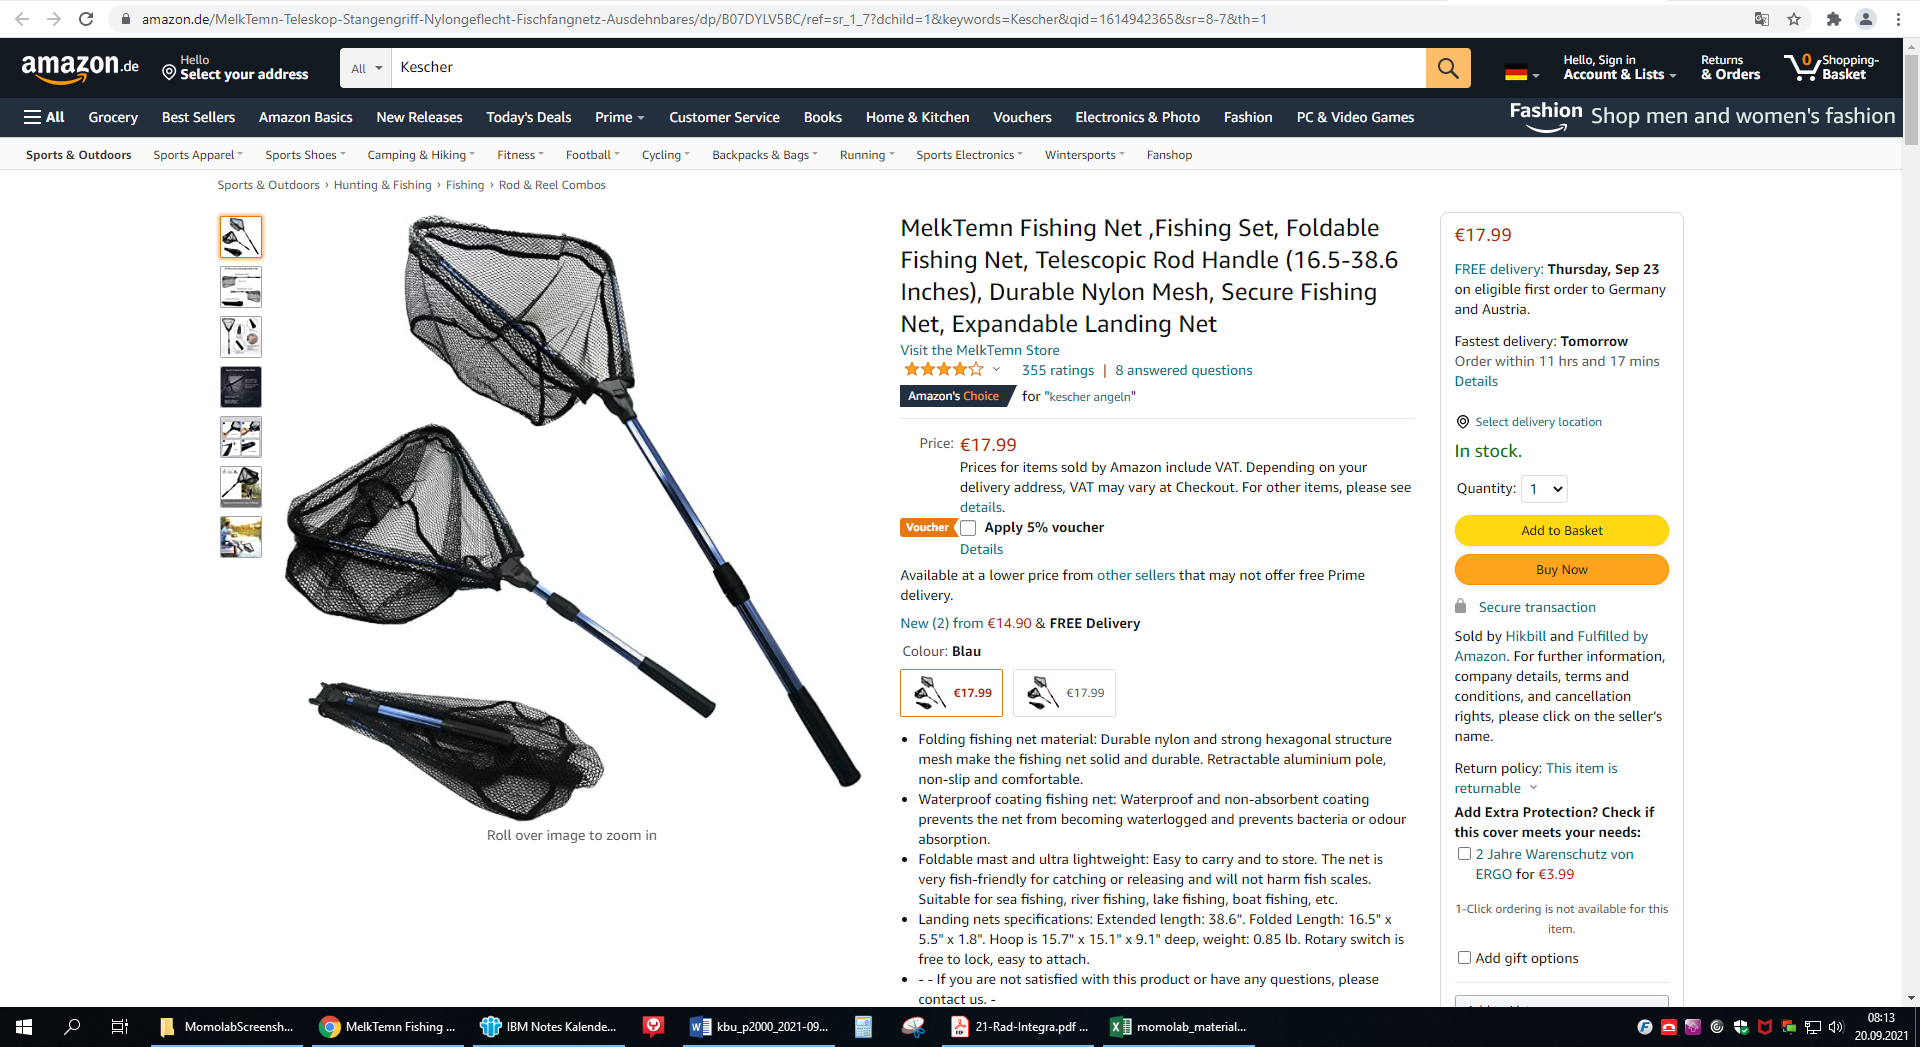 amazon.de/MelkTemn-Teleskop-Stangengriff-Nylongeflecht-Fischfangnetz-Ausdehnbares/dp/B07DYLV5BC/ref=sr_1_7?dchild=1&keywords=Kescher&qid=1614942365&sr=8-7&th=1
amazon.de
Hello
Select your address
All
Kescher
Hello, Sign in
Account & Lists
Returns
& Orders
0
Shopping-
Basket
All Grocery Best Sellers Amazon Basics New Releases Today's Deals Prime Customer Service Books Home & Kitchen Vouchers Electronics & Photo Fashion PC & Video Games
Fashion Shop men and women's fashion
Sports & Outdoors Sports Apparel Sports Shoes Camping & Hiking Fitness Football Cycling Backpacks & Bags Running Sports Electronics Wintersports Fanshop
Sports & Outdoors › Hunting & Fishing › Fishing › Rod & Reel Combos
Roll over image to zoom in
MelkTemn Fishing Net ,Fishing Set, Foldable
Fishing Net, Telescopic Rod Handle (16.5-38.6
Inches), Durable Nylon Mesh, Secure Fishing
Net, Expandable Landing Net
Visit the MelkTemn Store
355 ratings | 8 answered questions
Amazon's Choice for "kescher angeln"
Price: €17.99
Prices for items sold by Amazon include VAT. Depending on your
delivery address, VAT may vary at Checkout. For other items, please see
details.
Voucher Apply 5% voucher
Details
Available at a lower price from other sellers that may not offer free Prime
delivery.
New (2) from €14.90 & FREE Delivery
Colour: Blau
€17.99 €17.99
• Folding fishing net material: Durable nylon and strong hexagonal structure
mesh make the fishing net solid and durable. Retractable aluminium pole,
non-slip and comfortable.
• Waterproof coating fishing net: Waterproof and non-absorbent coating
prevents the net from becoming waterlogged and prevents bacteria or odour
absorption.
• Foldable mast and ultra lightweight: Easy to carry and to store. The net is
very fish-friendly for catching or releasing and will not harm fish scales.
Suitable for sea fishing, river fishing, lake fishing, boat fishing, etc.
• Landing nets specifications: Extended length: 38.6”. Folded Length: 16.5" x
5.5" x 1.8". Hoop is 15.7" x 15.1" x 9.1" deep, weight: 0.85 lb. Rotary switch is
free to lock, easy to attach.
• - - If you are not satisfied with this product or have any questions, please
contact us. -
€17.99
FREE delivery: Thursday, Sep 23
on eligible first order to Germany
and Austria.
Fastest delivery: Tomorrow
Order within 11 hrs and 17 mins
Details
Select delivery location
In stock.
Quantity: 1
Add to Basket
Buy Now
Secure transaction
Sold by Hikbill and Fulfilled by
Amazon. For further information,
company details, terms and
conditions, and cancellation
rights, please click on the seller’s
name.
Return policy: This item is
returnable
Add Extra Protection? Check if
this cover meets your needs:
2 Jahre Warenschutz von
ERGO for €3.99
1-Click ordering is not available for this
item.
Add gift options
MomolabScreensh... MelkTemn Fishing ... IBM Notes Kalende... kbu_p2000_2021-09... 21-Rad-Integra.pdf ... momolab_material...
08:13
20.09.2021